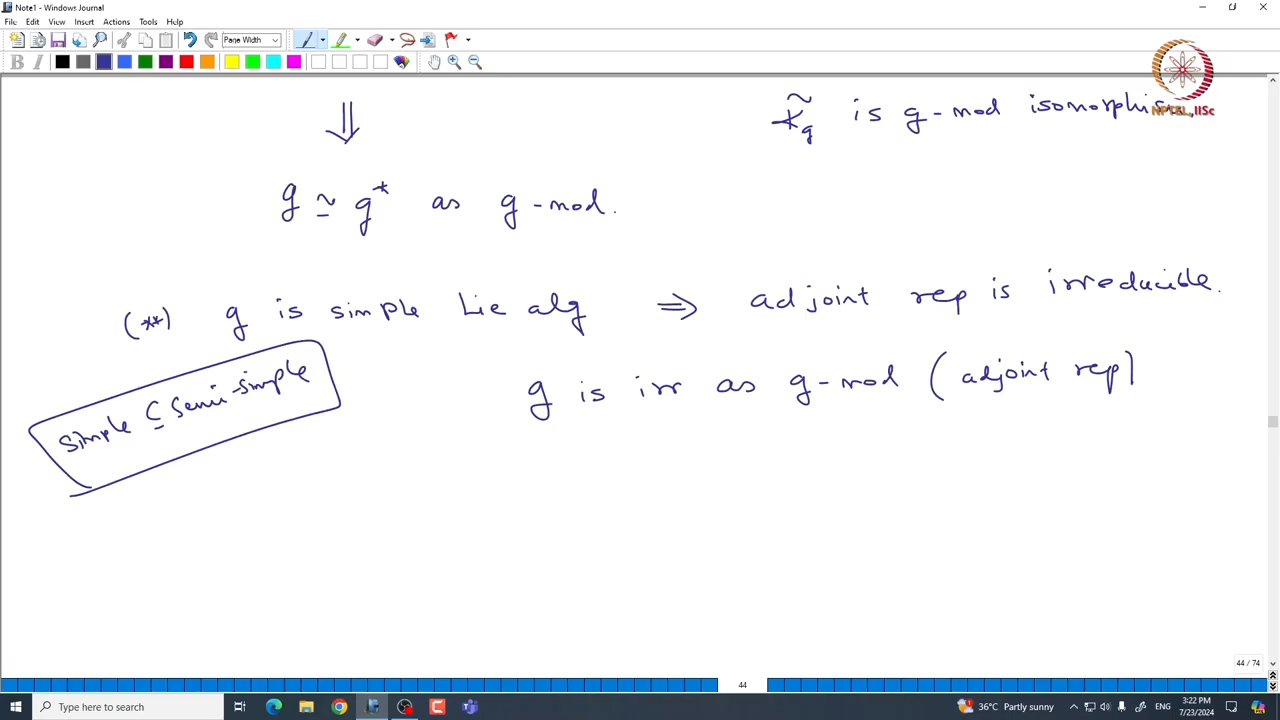 Note1 - Windows Journal
File Edit View Insert Actions Tools Help
Page Width
⇓
K̃g is g-mod isomorphism
NPTEL, IISc
g ≃ g* as g-mod.
(**) g is simple Lie alg ⇒ adjoint rep is irreducible.
Simple ⊆ Semi-simple
g is irr as g-mod (adjoint rep)
44 / 74
44
Type here to search
36°C Partly sunny
3:22 PM
7/23/2024